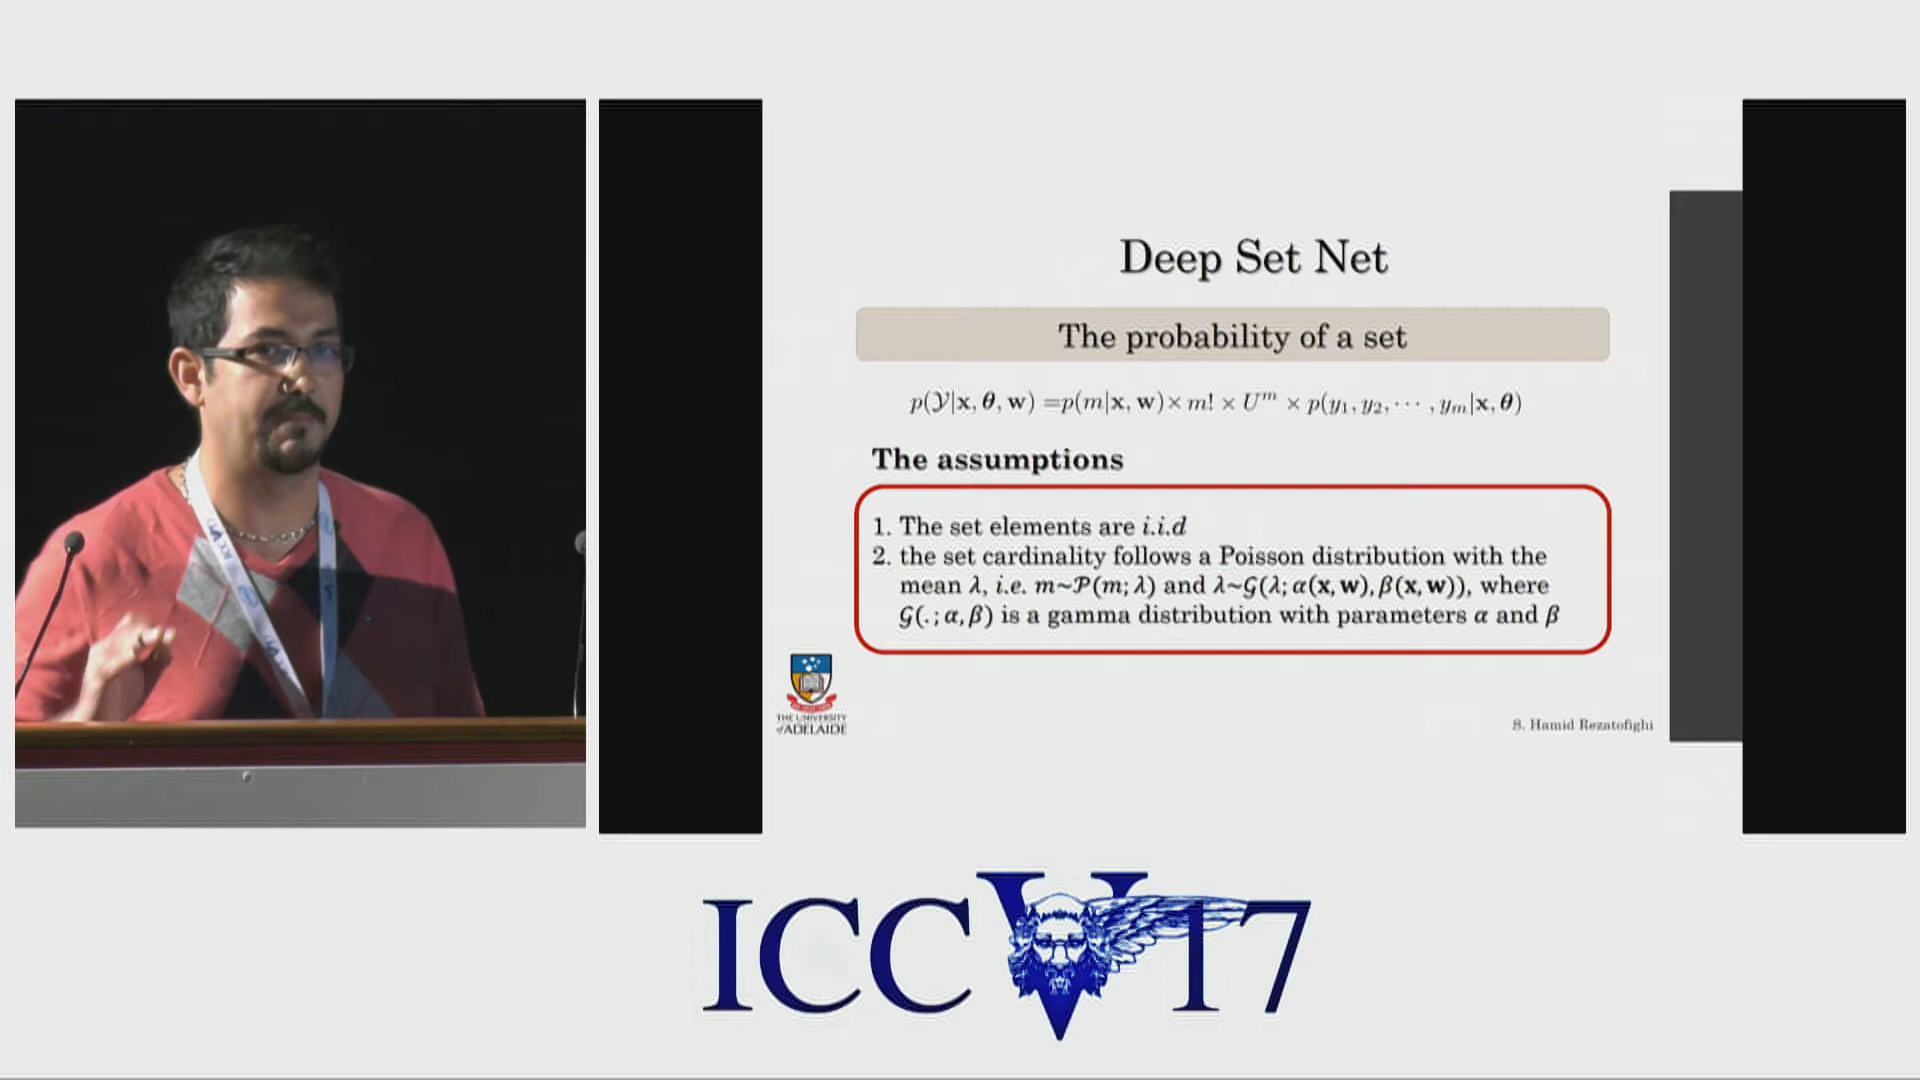 Deep Set Net
The probability of a set
p(𝒴|x, θ, w) =p(m|x, w)× m! × Uᵐ × p(y₁, y₂, ⋯ , yₘ|x, θ)
The assumptions
1. The set elements are i.i.d
2. the set cardinality follows a Poisson distribution with the
mean λ, i.e. m~𝒫(m; λ) and λ~𝒢(λ; α(x, w), β(x, w)), where
𝒢(. ; α, β) is a gamma distribution with parameters α and β
THE UNIVERSITY
of ADELAIDE
S. Hamid Rezatofighi
ICCV17